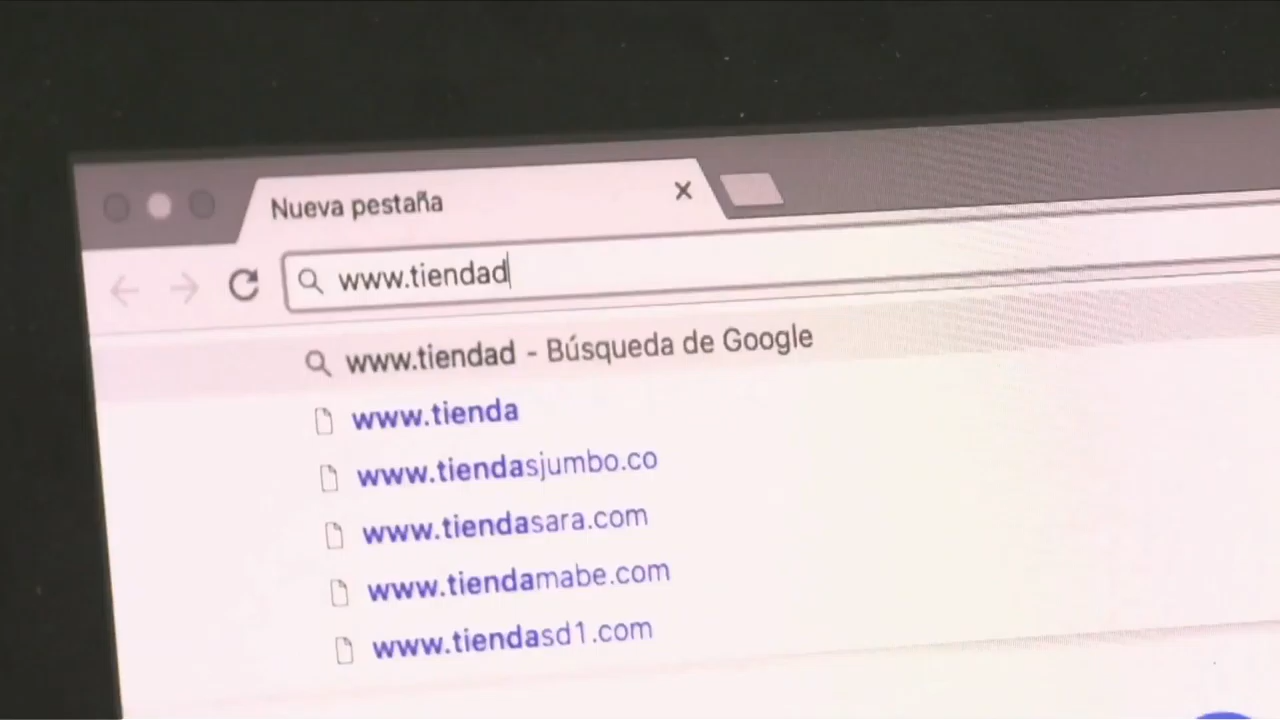 Nueva pestaña
www.tiendad
www.tiendad - Búsqueda de Google
www.tienda
www.tiendasjumbo.co
www.tiendasara.com
www.tiendamabe.com
www.tiendasd1.com